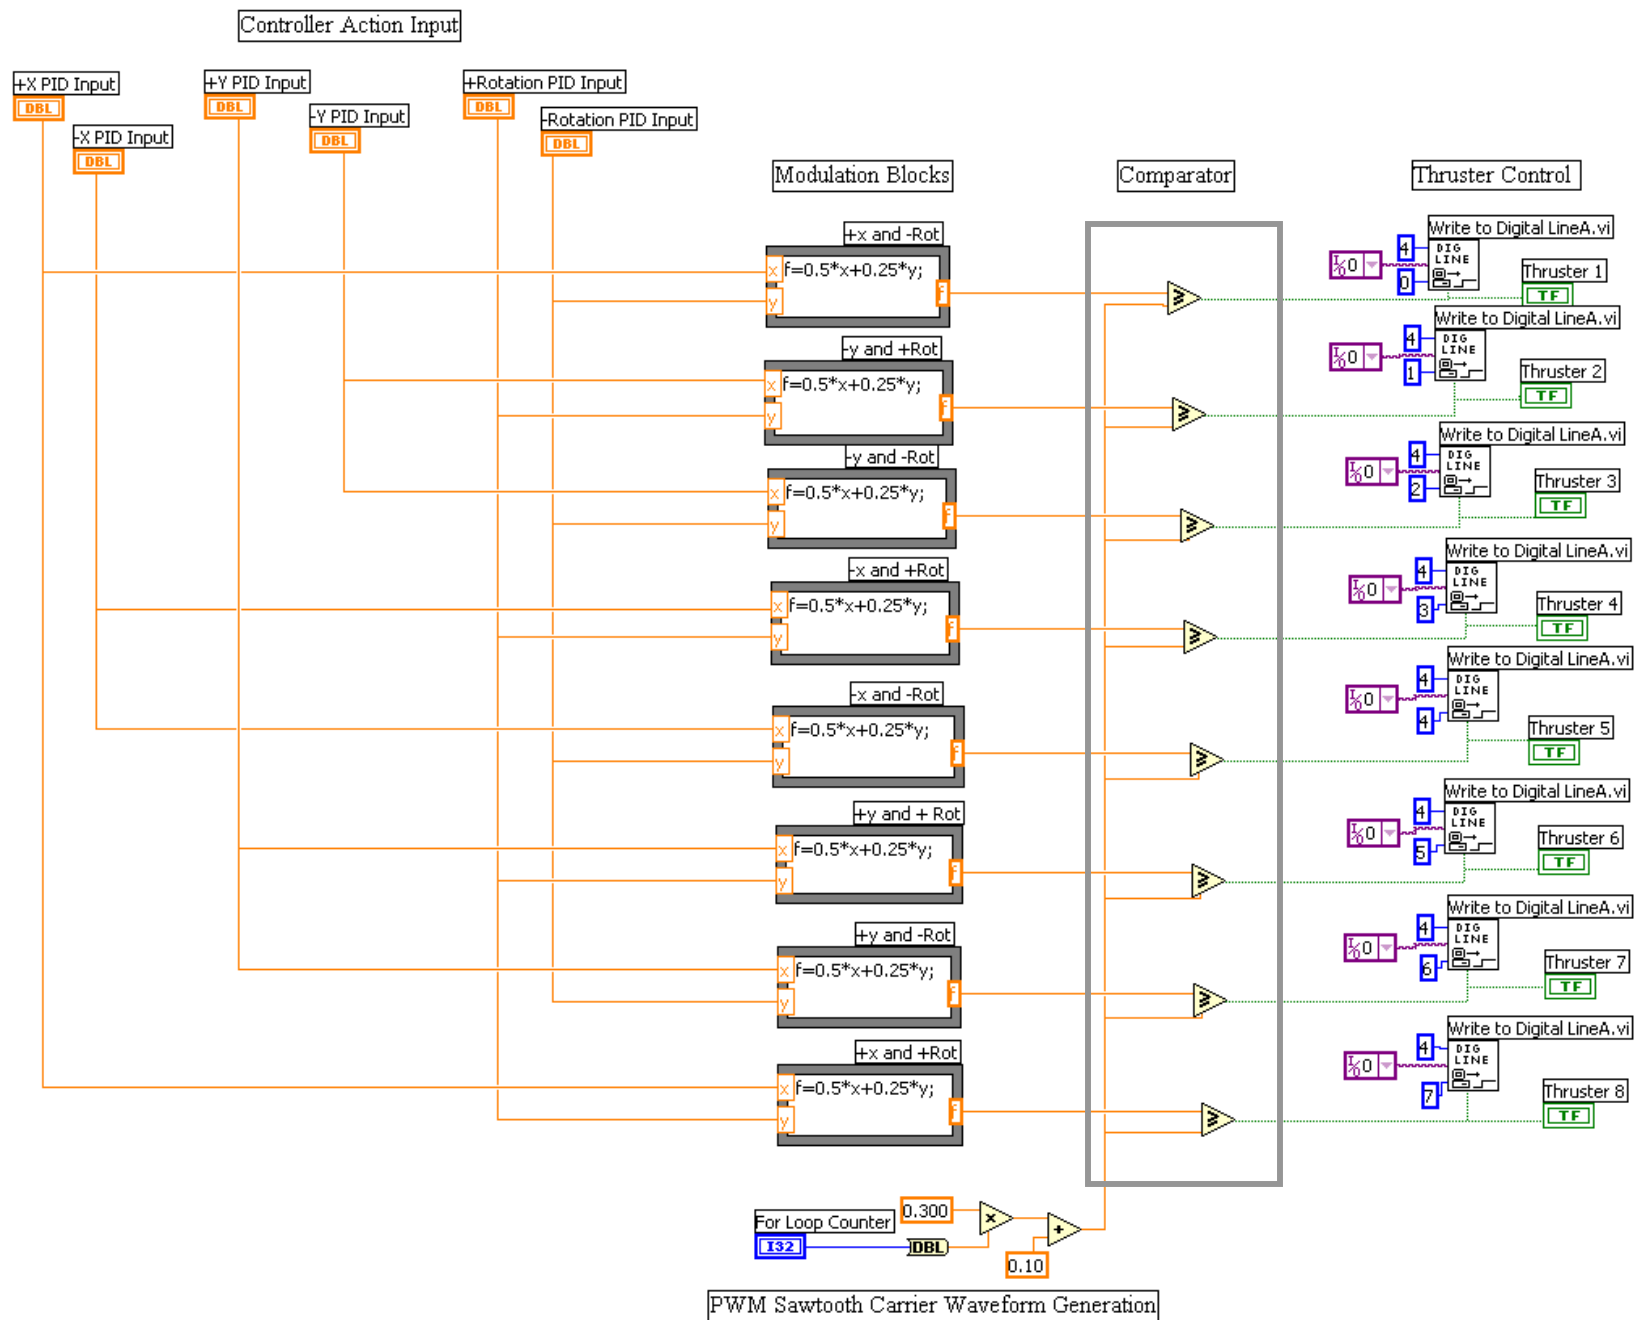 Controller Action Input
+X PID Input
DBL
-X PID Input
DBL
+Y PID Input
DBL
-Y PID Input
DBL
+Rotation PID Input
DBL
-Rotation PID Input
DBL
Modulation Blocks
Comparator
Thruster Control
+x and -Rot
x f=0.5*x+0.25*y;
y
f
≥
Write to Digital LineA.vi
I/O 0
4
0
DIG
LINE
Thruster 1
TF
-y and +Rot
x f=0.5*x+0.25*y;
y
f
≥
Write to Digital LineA.vi
I/O 0
4
1
DIG
LINE
Thruster 2
TF
-y and -Rot
x f=0.5*x+0.25*y;
y
f
≥
Write to Digital LineA.vi
I/O 0
4
2
DIG
LINE
Thruster 3
TF
-x and +Rot
x f=0.5*x+0.25*y;
y
f
≥
Write to Digital LineA.vi
I/O 0
4
3
DIG
LINE
Thruster 4
TF
-x and -Rot
x f=0.5*x+0.25*y;
y
f
≥
Write to Digital LineA.vi
I/O 0
4
4
DIG
LINE
Thruster 5
TF
+y and + Rot
x f=0.5*x+0.25*y;
y
f
≥
Write to Digital LineA.vi
I/O 0
4
5
DIG
LINE
Thruster 6
TF
+y and -Rot
x f=0.5*x+0.25*y;
y
f
≥
Write to Digital LineA.vi
I/O 0
4
6
DIG
LINE
Thruster 7
TF
+x and +Rot
x f=0.5*x+0.25*y;
y
f
≥
Write to Digital LineA.vi
I/O 0
4
7
DIG
LINE
Thruster 8
TF
For Loop Counter
I32
DBL
0.300
x
+
0.10
PWM Sawtooth Carrier Waveform Generation